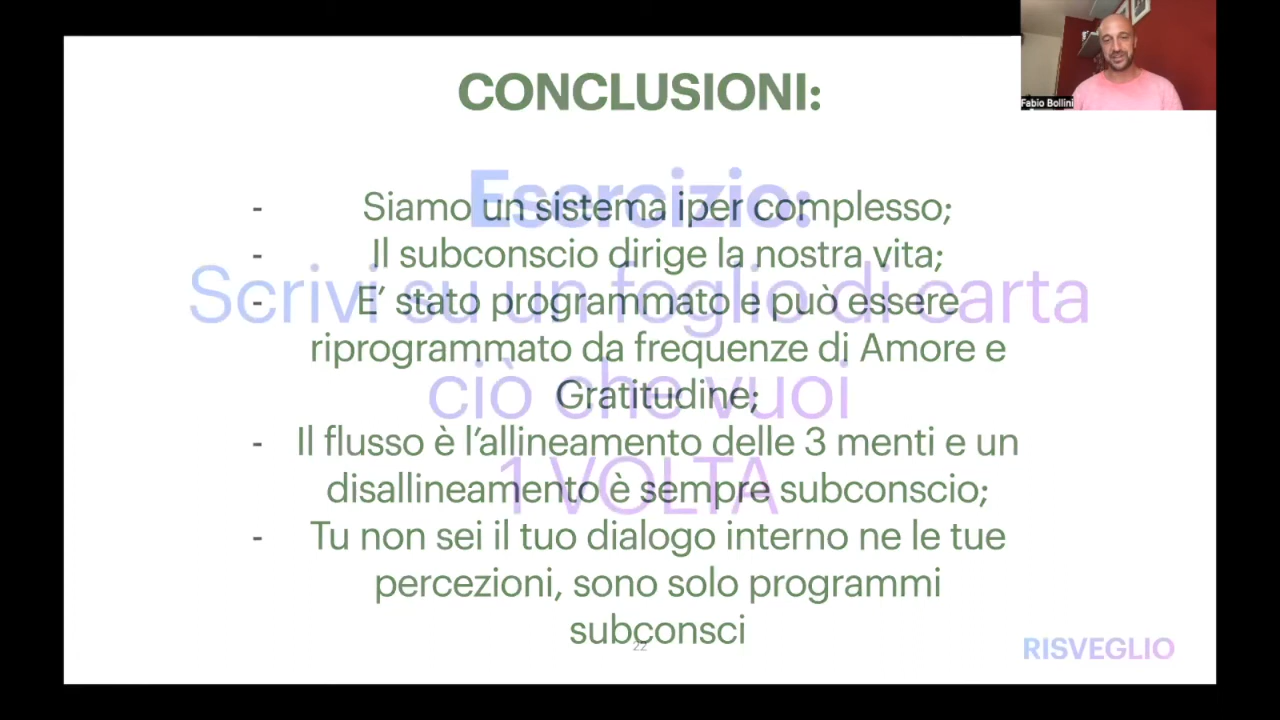 Fabio Bollini
CONCLUSIONI:
Esercizio:
Scrivi su un foglio di carta
ciò che vuoi
1 VOLTA
- Siamo un sistema iper complesso;
- Il subconscio dirige la nostra vita;
- E’ stato programmato e può essere
riprogrammato da frequenze di Amore e
Gratitudine;
- Il flusso è l’allineamento delle 3 menti e un
disallineamento è sempre subconscio;
- Tu non sei il tuo dialogo interno ne le tue
percezioni, sono solo programmi
subconsci
22
RISVEGLIO